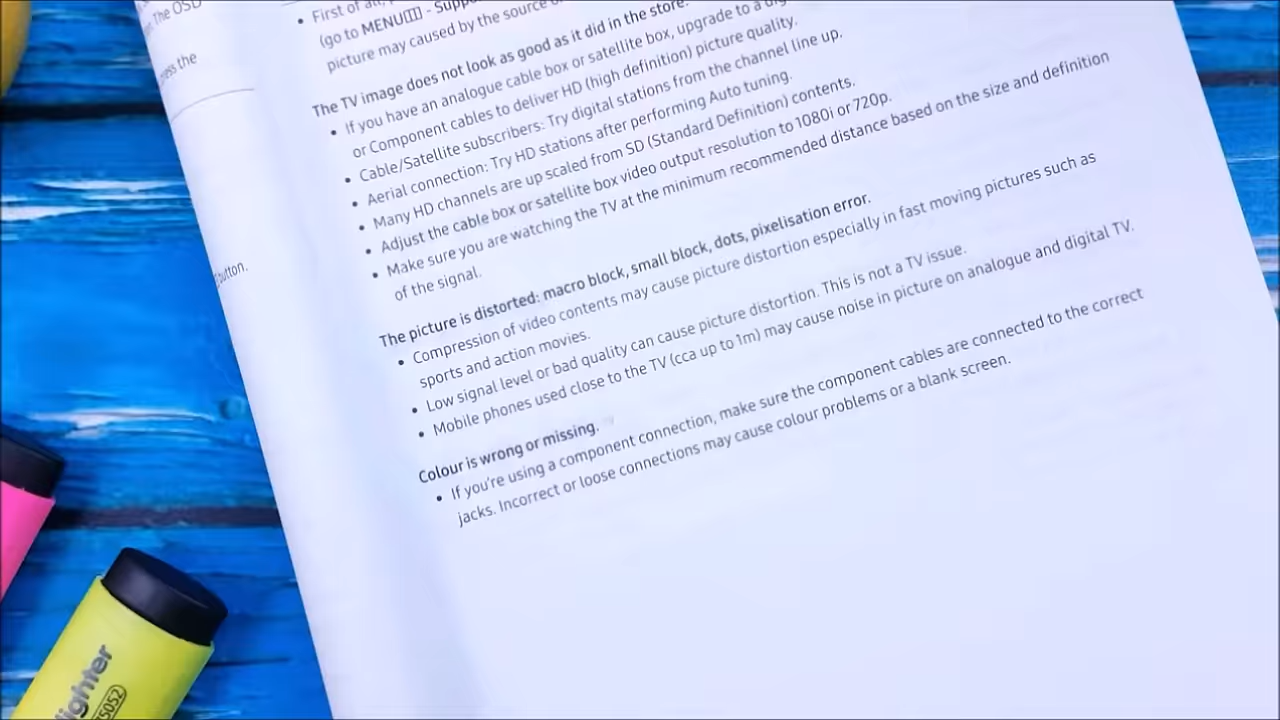 The OSD
ess the
button.
• First of all,
(go to MENU - Supp
picture may caused by the source
The TV image does not look as good as it did in the store.
• If you have an analogue cable box or satellite box, upgrade to a
or Component cables to deliver HD (high definition) picture quality.
• Cable/Satellite subscribers: Try digital stations from the channel line up.
• Aerial connection: Try HD stations after performing Auto tuning.
• Many HD channels are up scaled from SD (Standard Definition) contents.
• Adjust the cable box or satellite box video output resolution to 1080i or 720p.
• Make sure you are watching the TV at the minimum recommended distance based on the size and definition
of the signal.
The picture is distorted: macro block, small block, dots, pixelisation error.
• Compression of video contents may cause picture distortion especially in fast moving pictures such as
sports and action movies.
• Low signal level or bad quality can cause picture distortion. This is not a TV issue.
• Mobile phones used close to the TV (cca up to 1m) may cause noise in picture on analogue and digital TV.
Colour is wrong or missing.
• If you're using a component connection, make sure the component cables are connected to the correct
jacks. Incorrect or loose connections may cause colour problems or a blank screen.
lighter
5052